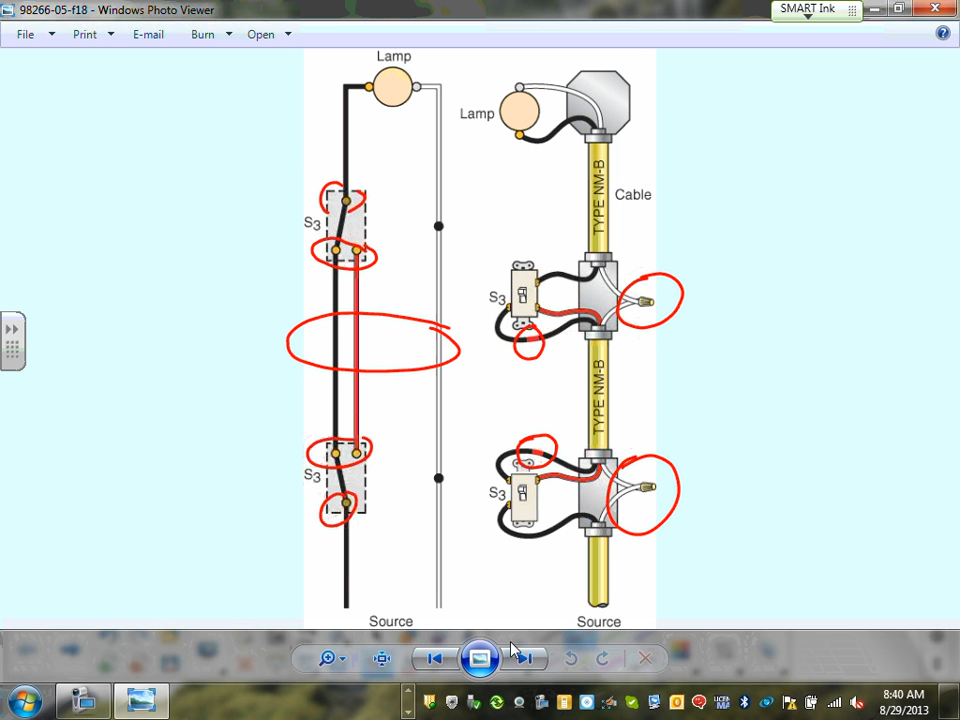 98266-05-f18 - Windows Photo Viewer
SMART Ink
File Print E-mail Burn Open
Lamp
Lamp
TYPE NM-B
Cable
S3
S3
TYPE NM-B
S3
S3
Source
Source
8:40 AM
8/29/2013